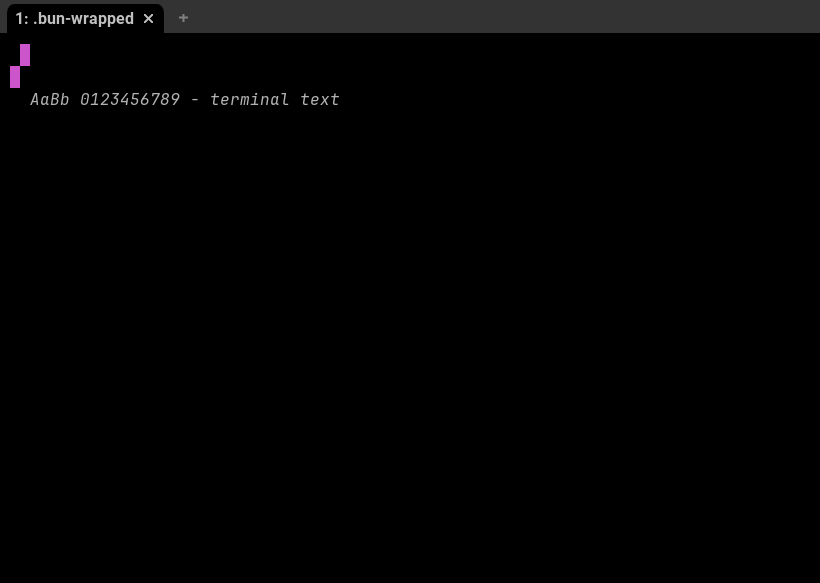 1: .bun-wrapped ✕ +
AaBb 0123456789 - terminal text